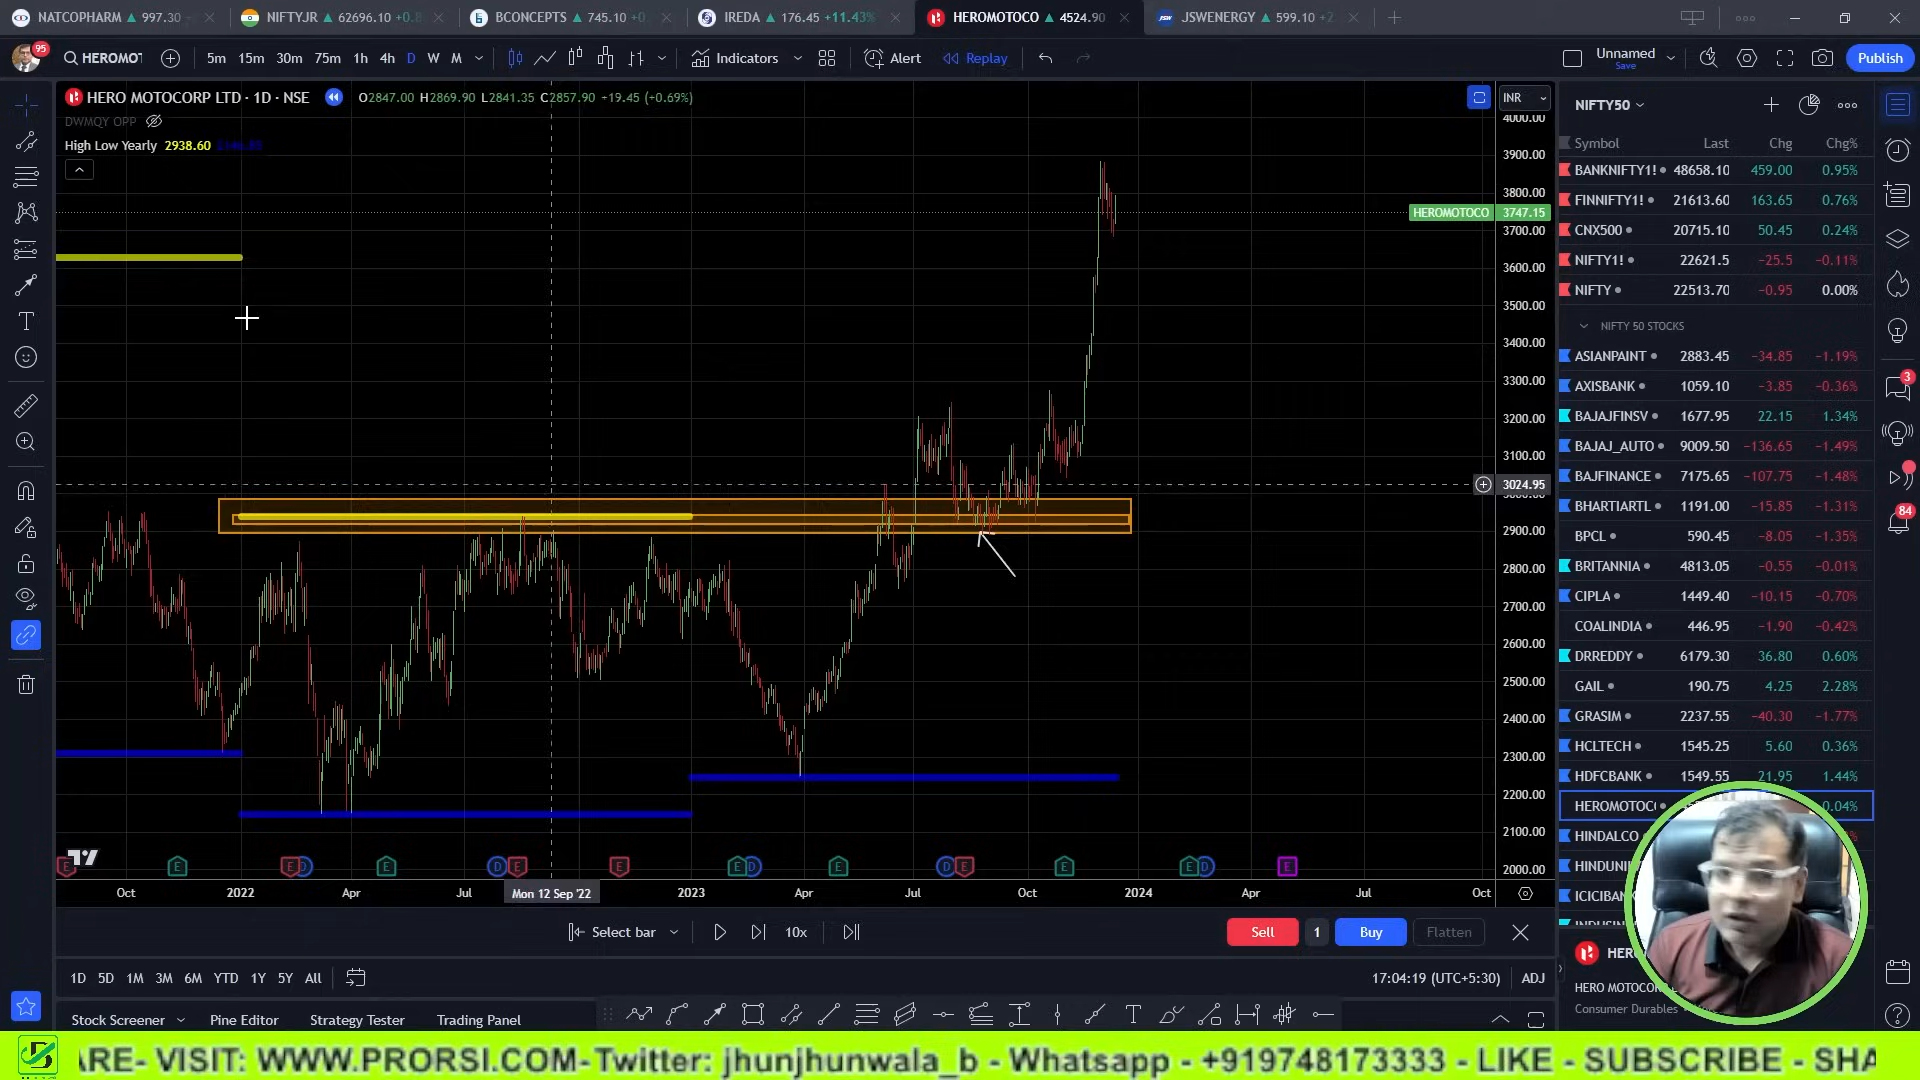 NATCOPHARM ▲ 997.30
NIFTYJR ▲ 62696.10 +0.8
BCONCEPTS ▲ 745.10 +0
IREDA ▲ 176.45 +11.43%
HEROMOTOCO ▲ 4524.90
JSWENERGY ▲ 599.10 +2
95
HEROMOT
5m 15m 30m 75m 1h 4h D W M
Indicators
Alert
Replay
Unnamed
Save
Publish
HERO MOTOCORP LTD · 1D · NSE
O2847.00 H2869.90 L2841.35 C2857.90 +19.45 (+0.69%)
INR
DWMQY OPP
High Low Yearly 2938.60
4000.00
3900.00
3800.00
HEROMOTOCO 3747.15
3700.00
3600.00
3500.00
3400.00
3300.00
3200.00
3100.00
3024.95
2900.00
2800.00
2700.00
2600.00
2500.00
2400.00
2300.00
2200.00
2100.00
2000.00
Oct 2022 Apr Jul Mon 12 Sep '22 2023 Apr Jul Oct 2024 Apr Jul Oct
Select bar
10x
Sell 1 Buy Flatten
1D 5D 1M 3M 6M YTD 1Y 5Y All
17:04:19 (UTC+5:30) ADJ
Stock Screener Pine Editor Strategy Tester Trading Panel
NIFTY50
Symbol Last Chg Chg%
BANKNIFTY1! 48658.10 459.00 0.95%
FINNIFTY1! 21613.60 163.65 0.76%
CNX500 20715.10 50.45 0.24%
NIFTY1! 22621.5 −25.5 −0.11%
NIFTY 22513.70 −0.95 0.00%
NIFTY 50 STOCKS
ASIANPAINT 2883.45 −34.85 −1.19%
AXISBANK 1059.10 −3.85 −0.36%
BAJAJFINSV 1677.95 22.15 1.34%
BAJAJ_AUTO 9009.50 −136.65 −1.49%
BAJFINANCE 7175.65 −107.75 −1.48%
BHARTIARTL 1191.00 −15.85 −1.31%
BPCL 590.45 −8.05 −1.35%
BRITANNIA 4813.05 −0.55 −0.01%
CIPLA 1449.40 −10.15 −0.70%
COALINDIA 446.95 −1.90 −0.42%
DRREDDY 6179.30 36.80 0.60%
GAIL 190.75 4.25 2.28%
GRASIM 2237.55 −40.30 −1.77%
HCLTECH 1545.25 5.60 0.36%
HDFCBANK 1549.55 21.95 1.44%
HEROMOTOC 0.04%
HINDALCO
HINDUNI
ICICIBAN
HER
HERO MOTOCOR
Consumer Durables
3
84
ARE- VISIT: WWW.PRORSI.COM-Twitter: jhunjhunwala_b - Whatsapp - +919748173333 - LIKE - SUBSCRIBE - SHA